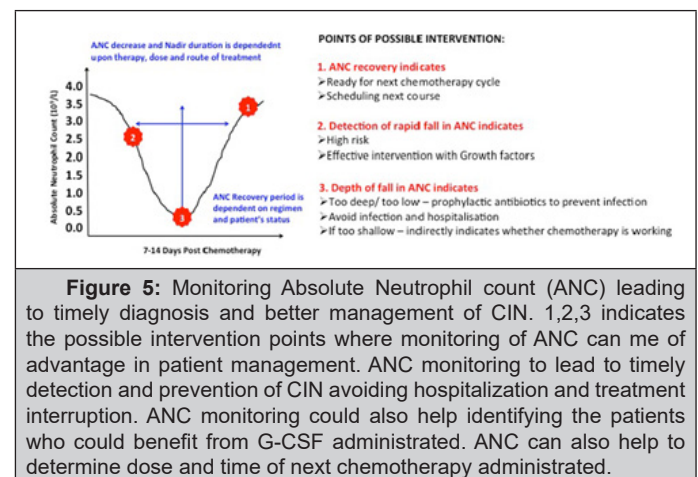 ANC decrease and Nadir duration is dependednt
upon therapy, dose and route of treatment
Absolute Neutrophil Count (10⁹/L)
4.0
3.5
3.0
2.5
2.0
1.5
1.0
0.5
0.0
1
2
3
ANC Recovery period is
dependent on regimen
and patient's status
7-14 Days Post Chemotherapy
POINTS OF POSSIBLE INTERVENTION:
1. ANC recovery indicates
➢Ready for next chemotherapy cycle
➢Scheduling next course
2. Detection of rapid fall in ANC indicates
➢High risk
➢Effective intervention with Growth factors
3. Depth of fall in ANC indicates
➢Too deep/ too low – prophylactic antibiotics to prevent infection
➢Avoid infection and hospitalisation
➢If too shallow – indirectly indicates whether chemotherapy is working
Figure 5: Monitoring Absolute Neutrophil count (ANC) leading
to timely diagnosis and better management of CIN. 1,2,3 indicates
the possible intervention points where monitoring of ANC can me of
advantage in patient management. ANC monitoring to lead to timely
detection and prevention of CIN avoiding hospitalization and treatment
interruption. ANC monitoring could also help identifying the patients
who could benefit from G-CSF administrated. ANC can also help to
determine dose and time of next chemotherapy administrated.